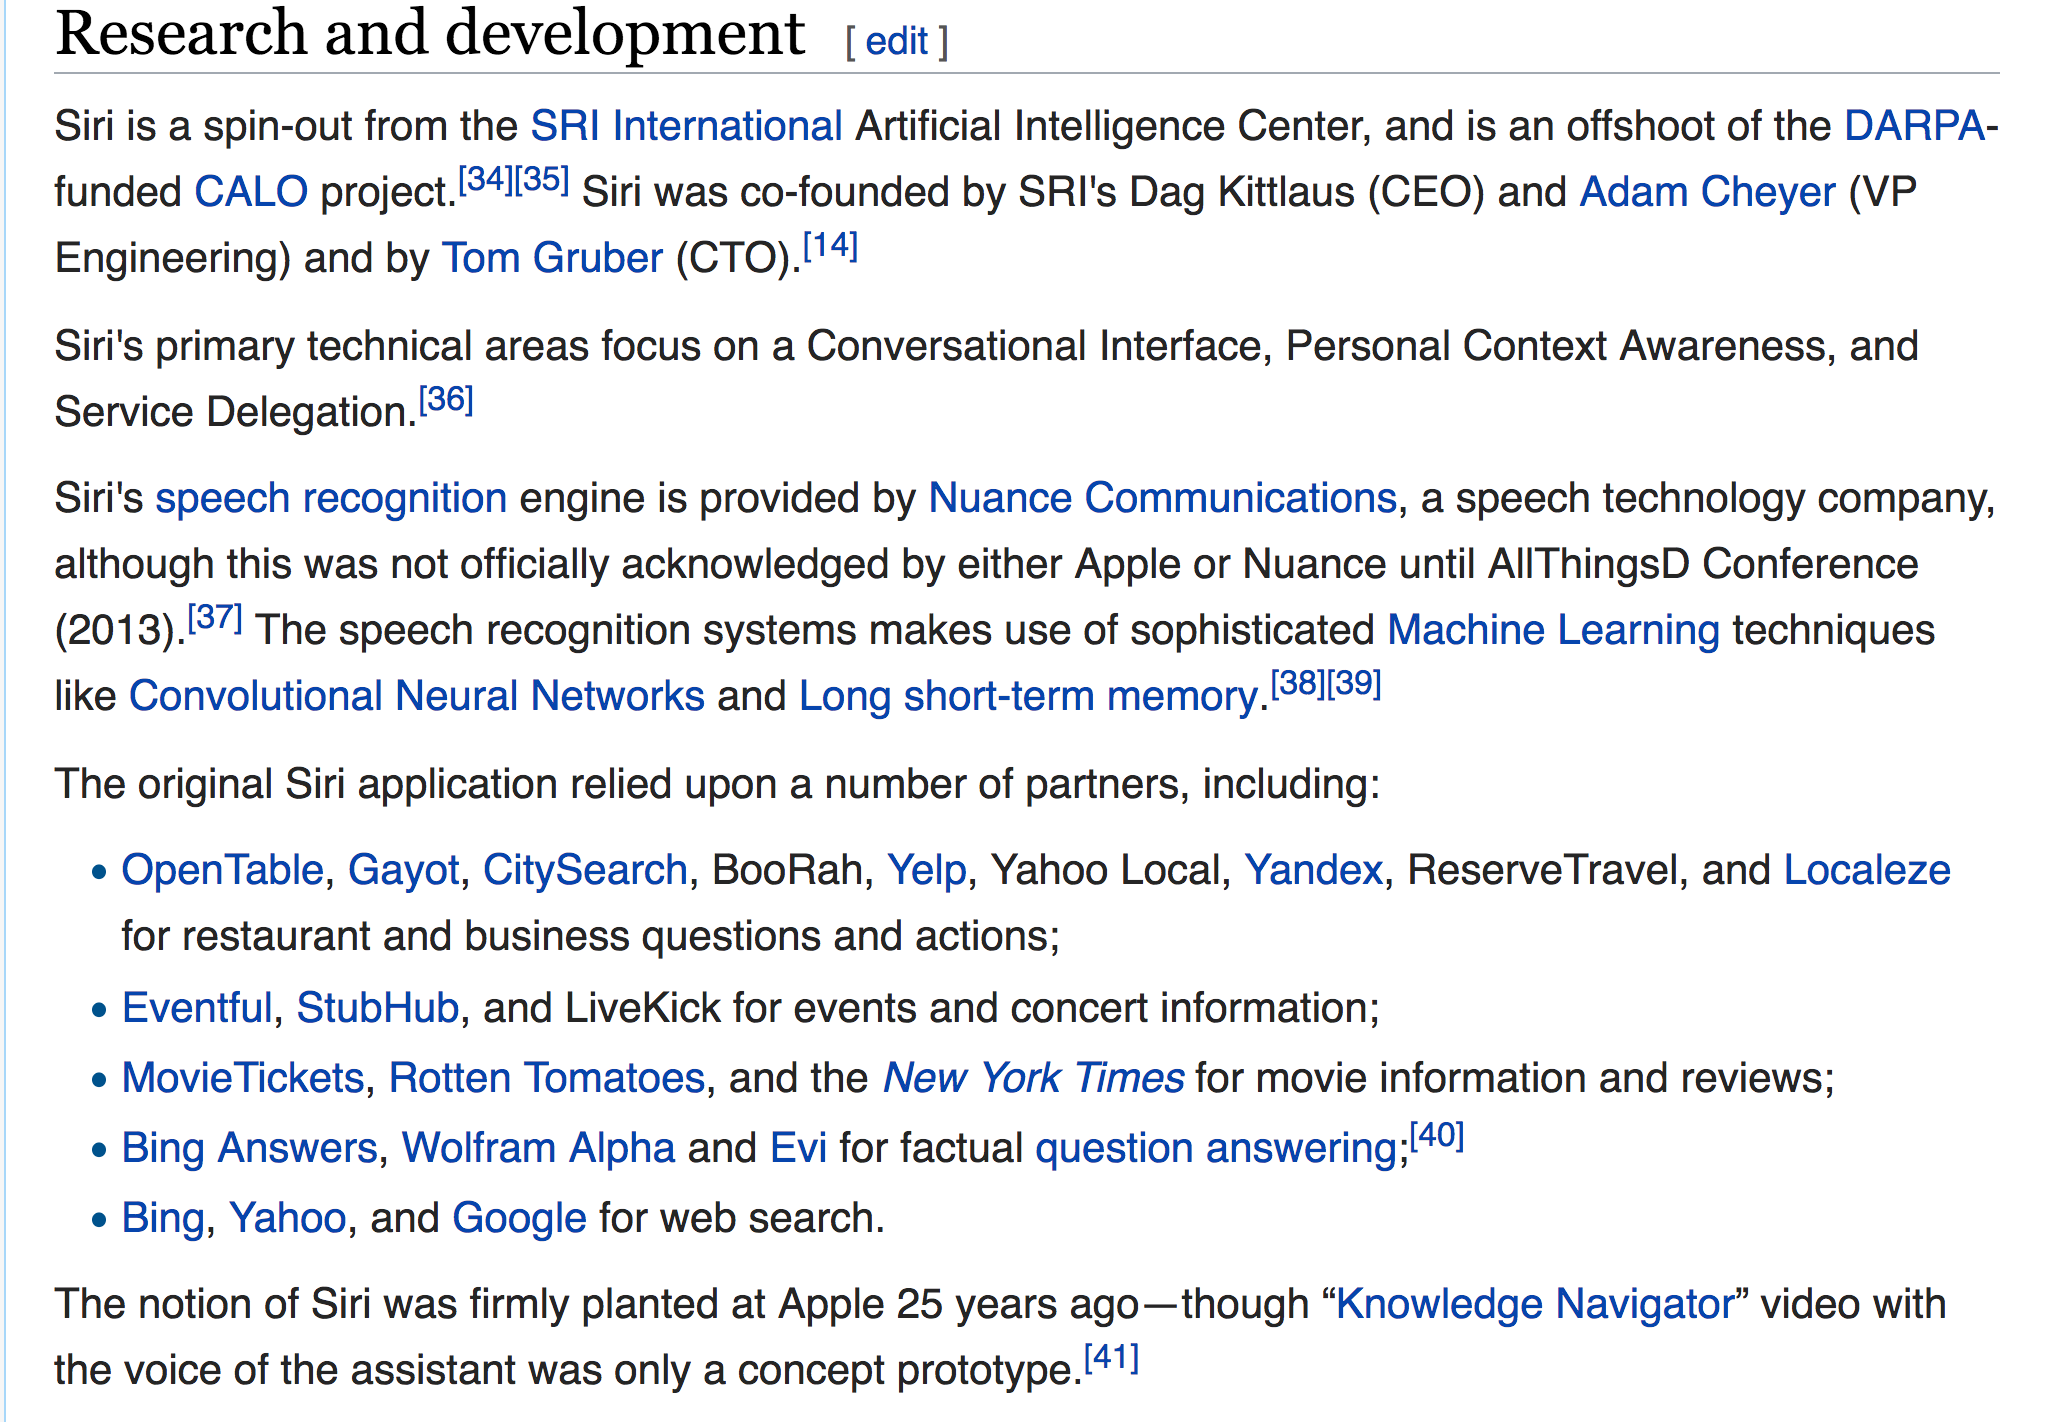 Research and development [ edit ]
Siri is a spin-out from the SRI International Artificial Intelligence Center, and is an offshoot of the DARPA-
funded CALO project.[34][35] Siri was co-founded by SRI's Dag Kittlaus (CEO) and Adam Cheyer (VP
Engineering) and by Tom Gruber (CTO).[14]
Siri's primary technical areas focus on a Conversational Interface, Personal Context Awareness, and
Service Delegation.[36]
Siri's speech recognition engine is provided by Nuance Communications, a speech technology company,
although this was not officially acknowledged by either Apple or Nuance until AllThingsD Conference
(2013).[37] The speech recognition systems makes use of sophisticated Machine Learning techniques
like Convolutional Neural Networks and Long short-term memory.[38][39]
The original Siri application relied upon a number of partners, including:
• OpenTable, Gayot, CitySearch, BooRah, Yelp, Yahoo Local, Yandex, ReserveTravel, and Localeze
for restaurant and business questions and actions;
• Eventful, StubHub, and LiveKick for events and concert information;
• MovieTickets, Rotten Tomatoes, and the New York Times for movie information and reviews;
• Bing Answers, Wolfram Alpha and Evi for factual question answering;[40]
• Bing, Yahoo, and Google for web search.
The notion of Siri was firmly planted at Apple 25 years ago—though “Knowledge Navigator” video with
the voice of the assistant was only a concept prototype.[41]